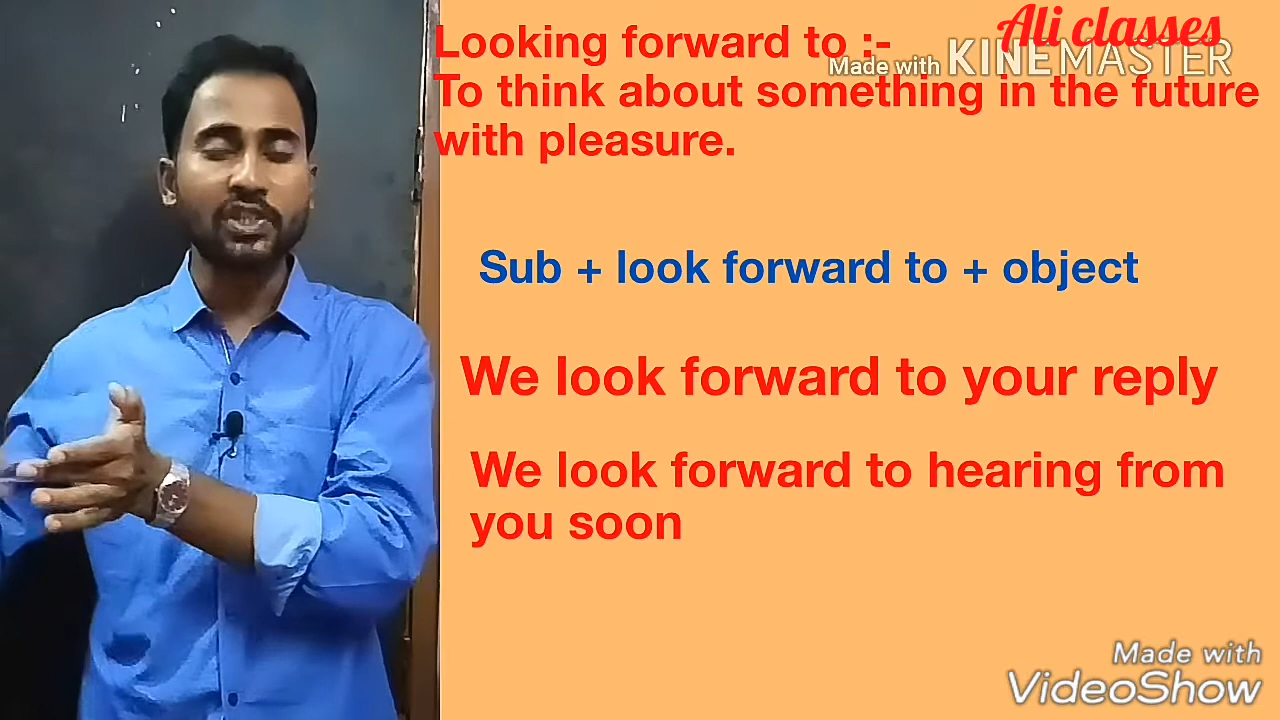 Ali classes
Looking forward to :-
Made with KINEMASTER
To think about something in the future
with pleasure.
Sub + look forward to + object
We look forward to your reply
We look forward to hearing from
you soon
Made with
VideoShow